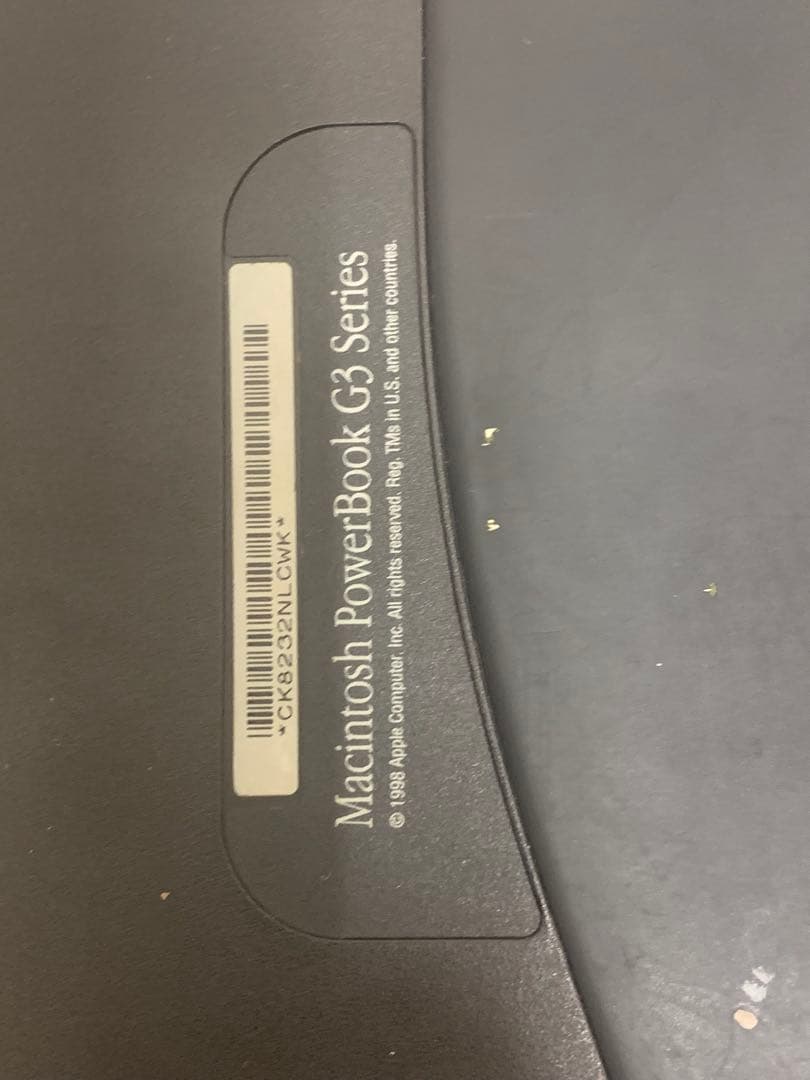 *CK8232NLCWK*
Macintosh PowerBook G3 Series
© 1998 Apple Computer, Inc. All rights reserved. Reg. TMs in U.S. and other countries.